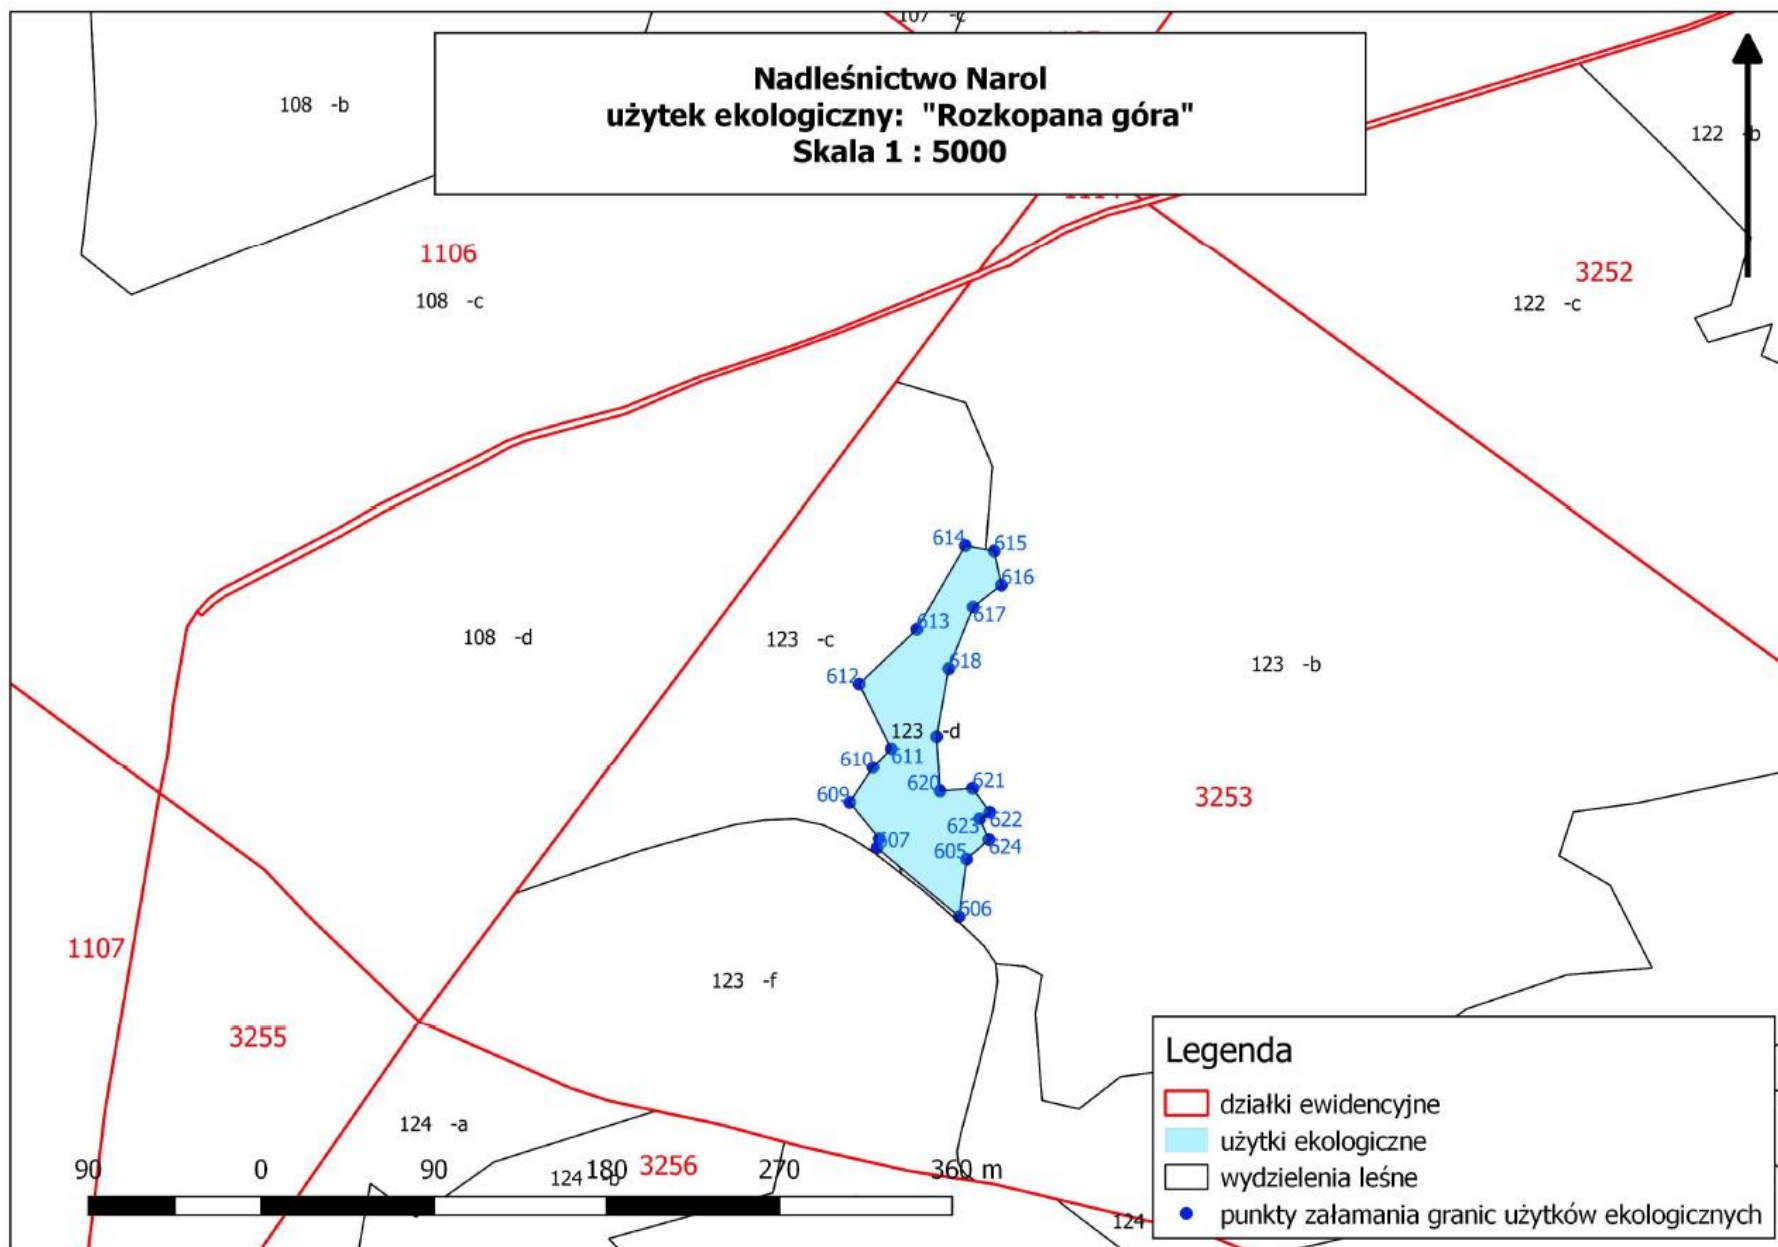 107 -c
Nadleśnictwo Narol
użytek ekologiczny: "Rozkopana góra"
Skala 1 : 5000
108 -b
122 -b
1106
108 -c
3252
122 -c
614
615
616
617
613
108 -d
123 -c
618
123 -b
612
123 -d
611
610
609
620
621
3253
622
623
607
605
624
606
1107
123 -f
3255
124 -a
3256
124
124
90 0 90 180 270 360 m
Legenda
działki ewidencyjne
użytki ekologiczne
wydzielenia leśne
punkty załamania granic użytków ekologicznych